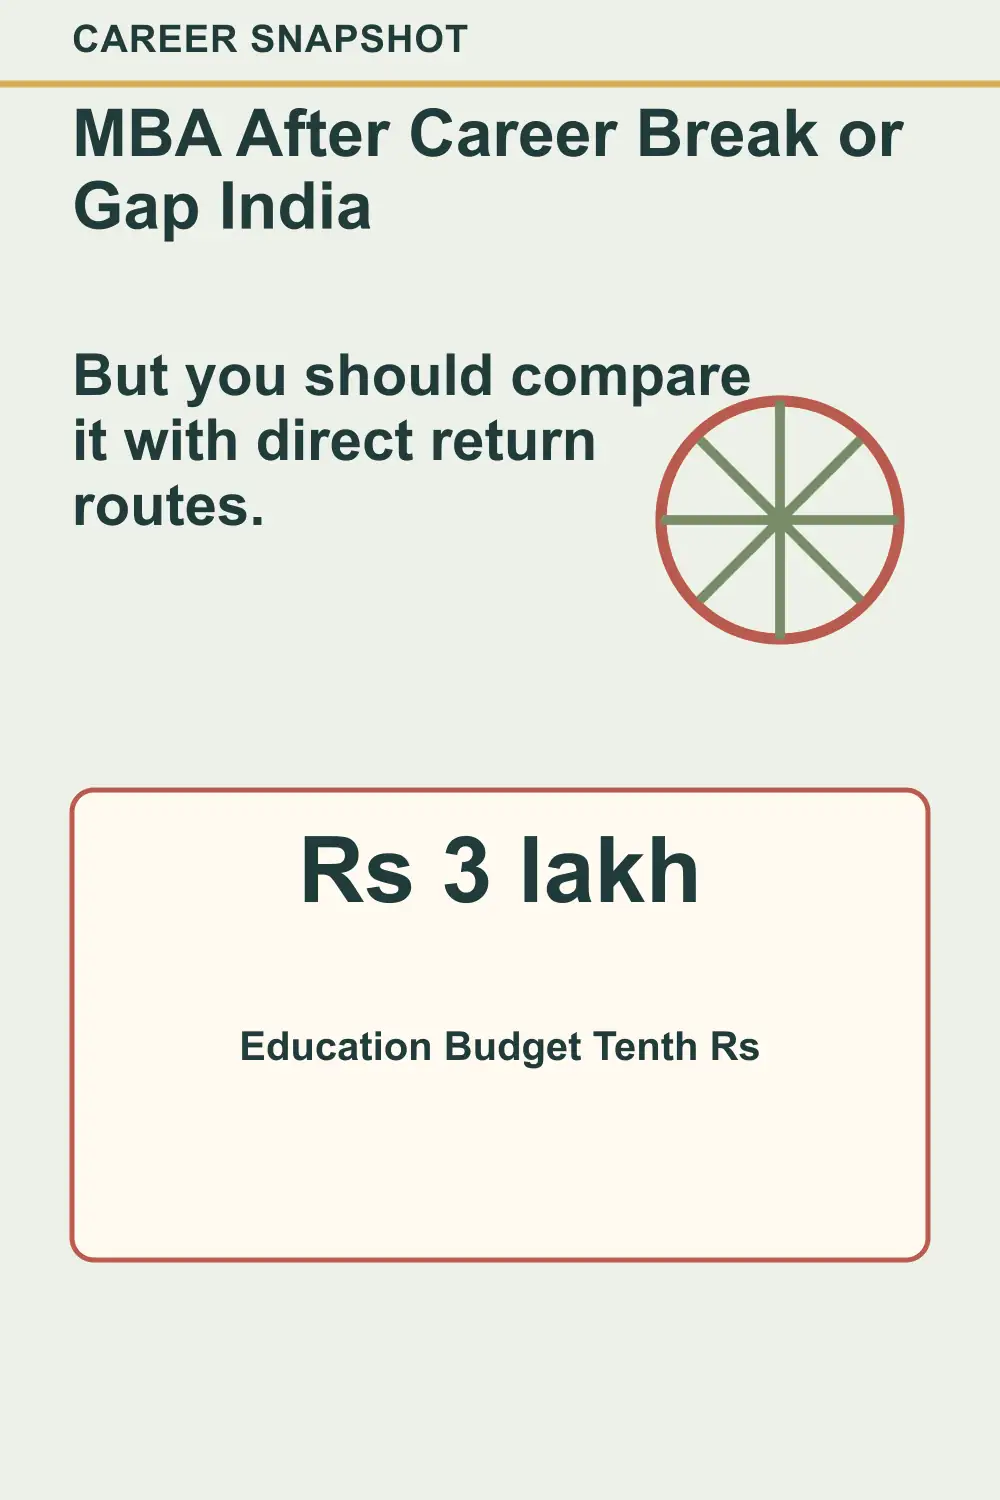 CAREER SNAPSHOT
MBA After Career Break or
Gap India
But you should compare
it with direct return
routes.
Rs 3 lakh
Education Budget Tenth Rs